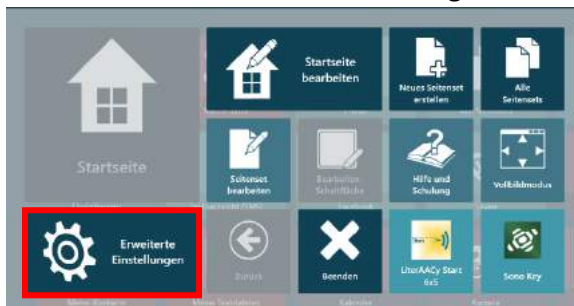 Startseite
bearbeiten
Neues Seitenset
erstellen
Alle
Seitensets
Startseite
Seitenset
bearbeiten
Bearbeiten
Schaltfläche
Hilfe und
Schulung
Vollbildmodus
Erweiterte
Einstellungen
Zurück
Beenden
LiterAACy Start
6x5
Sono Key
Kalender